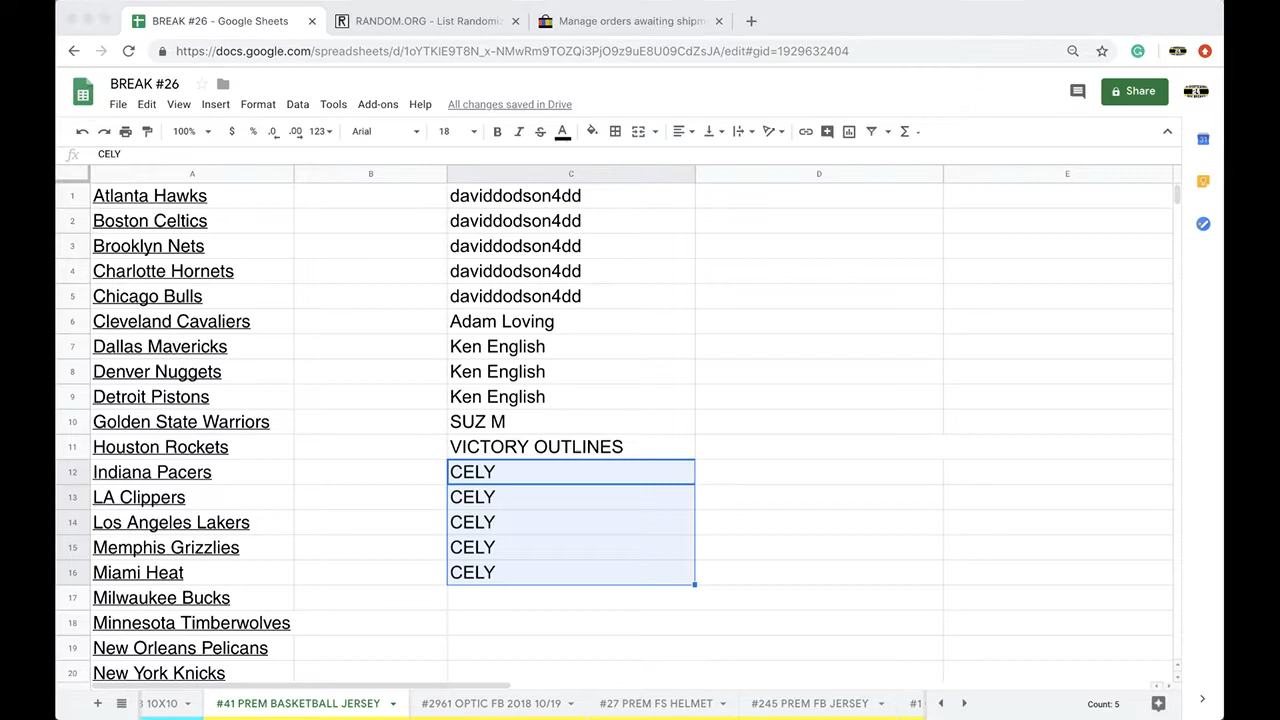 BREAK #26 - Google Sheets
RANDOM.ORG - List Randomiz
Manage orders awaiting shipm
https://docs.google.com/spreadsheets/d/1oYTKlE9T8N_x-NMwRm9TOZQi3PjO9z9uE8U09CdZsJA/edit#gid=1929632404
BREAK #26
File Edit View Insert Format Data Tools Add-ons Help All changes saved in Drive
Share
100% $ % .0 .00 123 Arial 18 B I S A
fx CELY
A B C D E
1 Atlanta Hawks daviddodson4dd
2 Boston Celtics daviddodson4dd
3 Brooklyn Nets daviddodson4dd
4 Charlotte Hornets daviddodson4dd
5 Chicago Bulls daviddodson4dd
6 Cleveland Cavaliers Adam Loving
7 Dallas Mavericks Ken English
8 Denver Nuggets Ken English
9 Detroit Pistons Ken English
10 Golden State Warriors SUZ M
11 Houston Rockets VICTORY OUTLINES
12 Indiana Pacers CELY
13 LA Clippers CELY
14 Los Angeles Lakers CELY
15 Memphis Grizzlies CELY
16 Miami Heat CELY
17 Milwaukee Bucks
18 Minnesota Timberwolves
19 New Orleans Pelicans
20 New York Knicks
10X10 #41 PREM BASKETBALL JERSEY #2961 OPTIC FB 2018 10/19 #27 PREM FS HELMET #245 PREM FB JERSEY #1 Count: 5